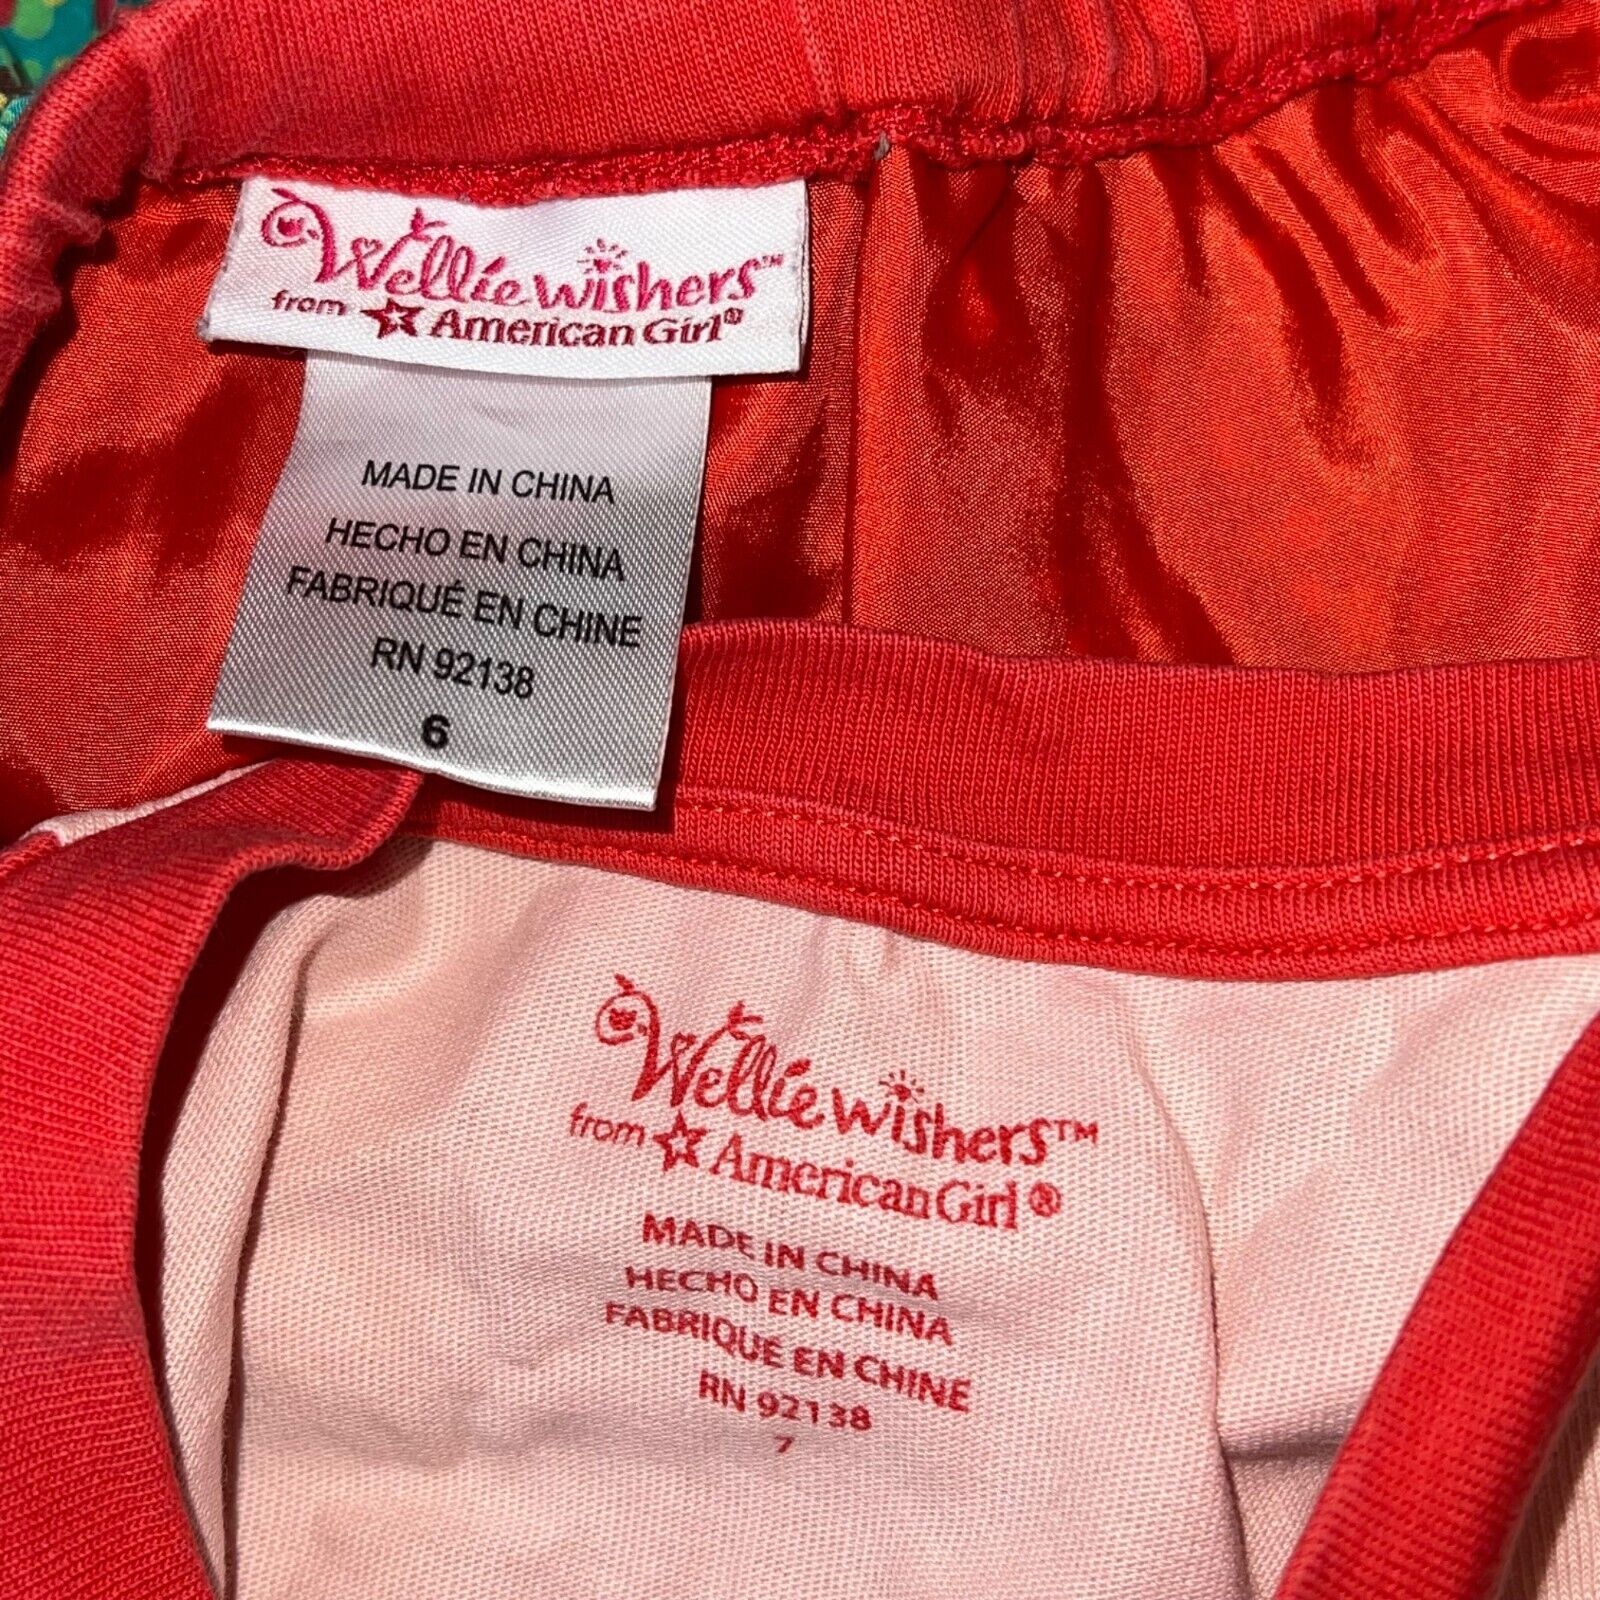 WellieWishers™
from American Girl®
MADE IN CHINA
HECHO EN CHINA
FABRIQUÉ EN CHINE
RN 92138
6
WellieWishers™
from American Girl®
MADE IN CHINA
HECHO EN CHINA
FABRIQUÉ EN CHINE
RN 92138
7